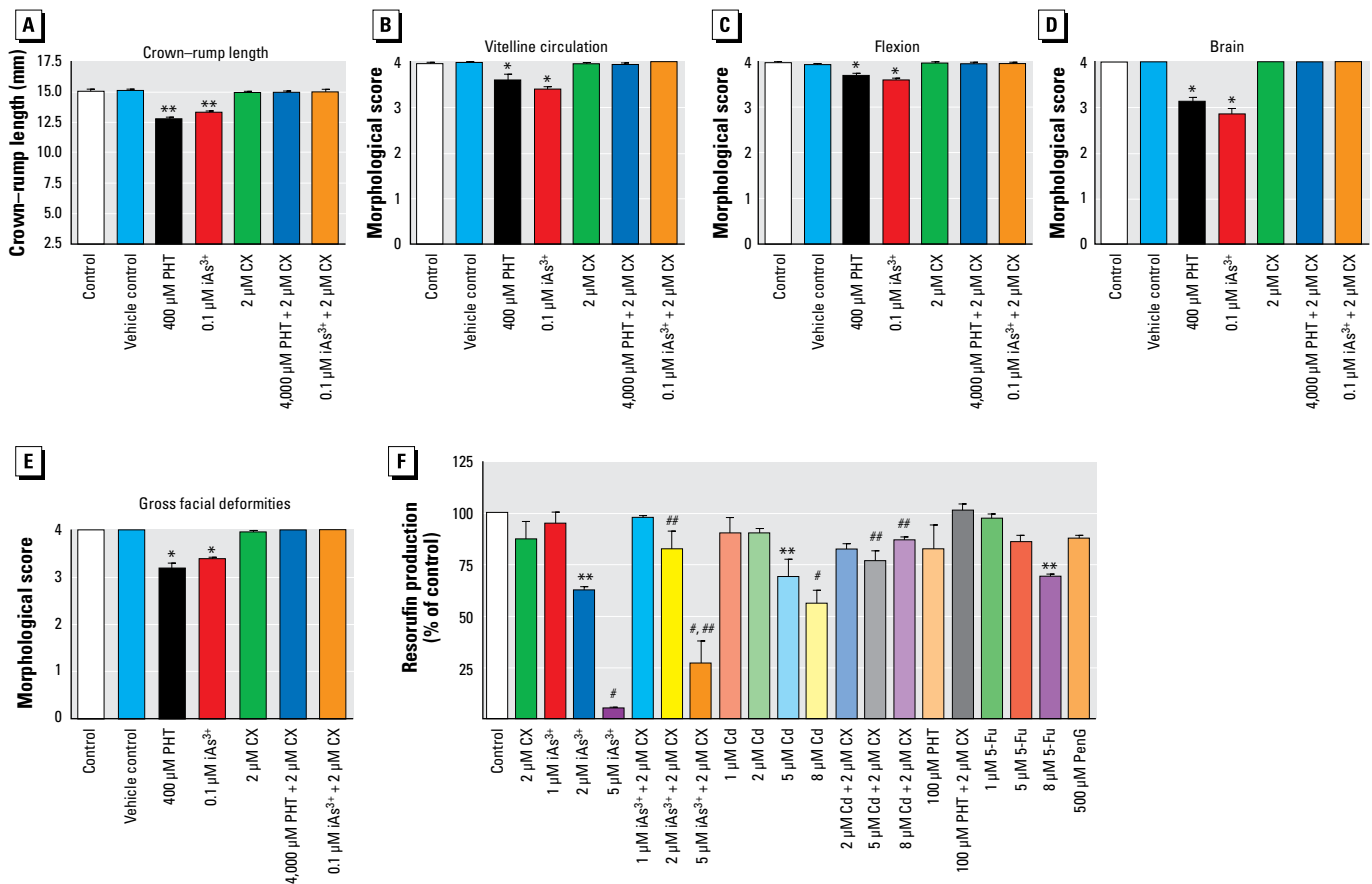 A
Crown–rump length
Crown–rump length (mm)
17.5
15.0
12.5
10.0
7.5
5.0
2.5
**
**
Control
Vehicle control
400 µM PHT
0.1 µM iAs³⁺
2 µM CX
4,000 µM PHT + 2 µM CX
0.1 µM iAs³⁺ + 2 µM CX
B
Vitelline circulation
Morphological score
4
3
2
1
0
*
*
Control
Vehicle control
400 µM PHT
0.1 µM iAs³⁺
2 µM CX
4,000 µM PHT + 2 µM CX
0.1 µM iAs³⁺ + 2 µM CX
C
Flexion
Morphological score
4
3
2
4
0
*
*
Control
Vehicle control
400 µM PHT
0.1 µM iAs³⁺
2 µM CX
4,000 µM PHT + 2 µM CX
0.1 µM iAs³⁺ + 2 µM CX
D
Brain
Morphological score
4
3
2
1
0
*
*
Control
Vehicle control
400 µM PHT
0.1 µM iAs³⁺
2 µM CX
4,000 µM PHT + 2 µM CX
0.1 µM iAs³⁺ + 2 µM CX
E
Gross facial deformities
Morphological score
4
3
2
1
0
*
*
Control
Vehicle control
400 µM PHT
0.1 µM iAs³⁺
2 µM CX
4,000 µM PHT + 2 µM CX
0.1 µM iAs³⁺ + 2 µM CX
F
Resorufin production
(% of control)
125
100
75
50
25
**
#
##
#, ##
**
#
##
##
**
Control
2 µM CX
1 µM iAs³⁺
2 µM iAs³⁺
5 µM iAs³⁺
1 µM iAs³⁺ + 2 µM CX
2 µM iAs³⁺ + 2 µM CX
5 µM iAs³⁺ + 2 µM CX
1 µM Cd
2 µM Cd
5 µM Cd
8 µM Cd
2 µM Cd + 2 µM CX
5 µM Cd + 2 µM CX
8 µM Cd + 2 µM CX
100 µM PHT
100 µM PHT + 2 µM CX
1 µM 5-Fu
5 µM 5-Fu
8 µM 5-Fu
500 µM PenG